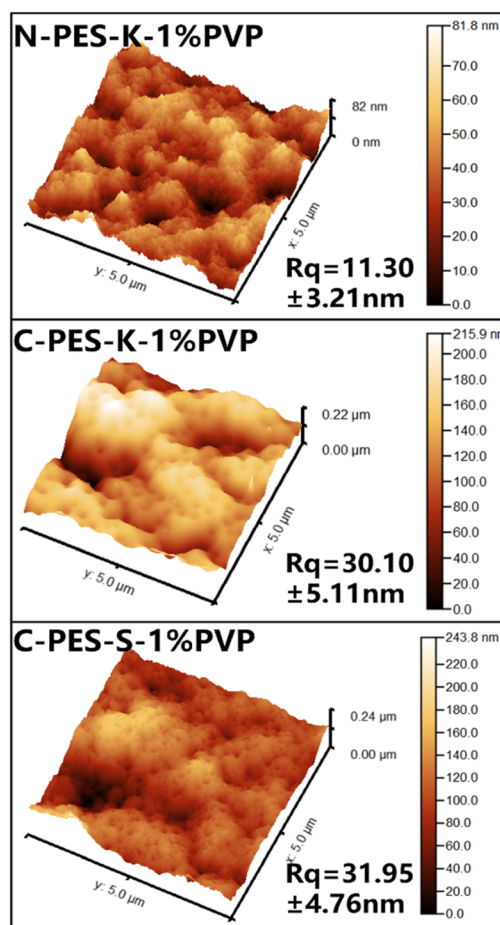 N-PES-K-1%PVP
81.8 nm
70.0
60.0
50.0
40.0
30.0
20.0
10.0
0.0
82 nm
0 nm
x: 5.0 µm
y: 5.0 µm
Rq=11.30
±3.21nm
C-PES-K-1%PVP
215.9 n
200.0
180.0
160.0
140.0
120.0
100.0
80.0
60.0
40.0
20.0
0.0
0.22 µm
0.00 µm
x: 5.0 µm
y: 5.0 µm
Rq=30.10
±5.11nm
C-PES-S-1%PVP
243.8 nm
220.0
200.0
180.0
160.0
140.0
120.0
100.0
80.0
60.0
40.0
20.0
0.0
0.24 µm
0.00 µm
x: 5.0 µm
y: 5.0 µm
Rq=31.95
±4.76nm